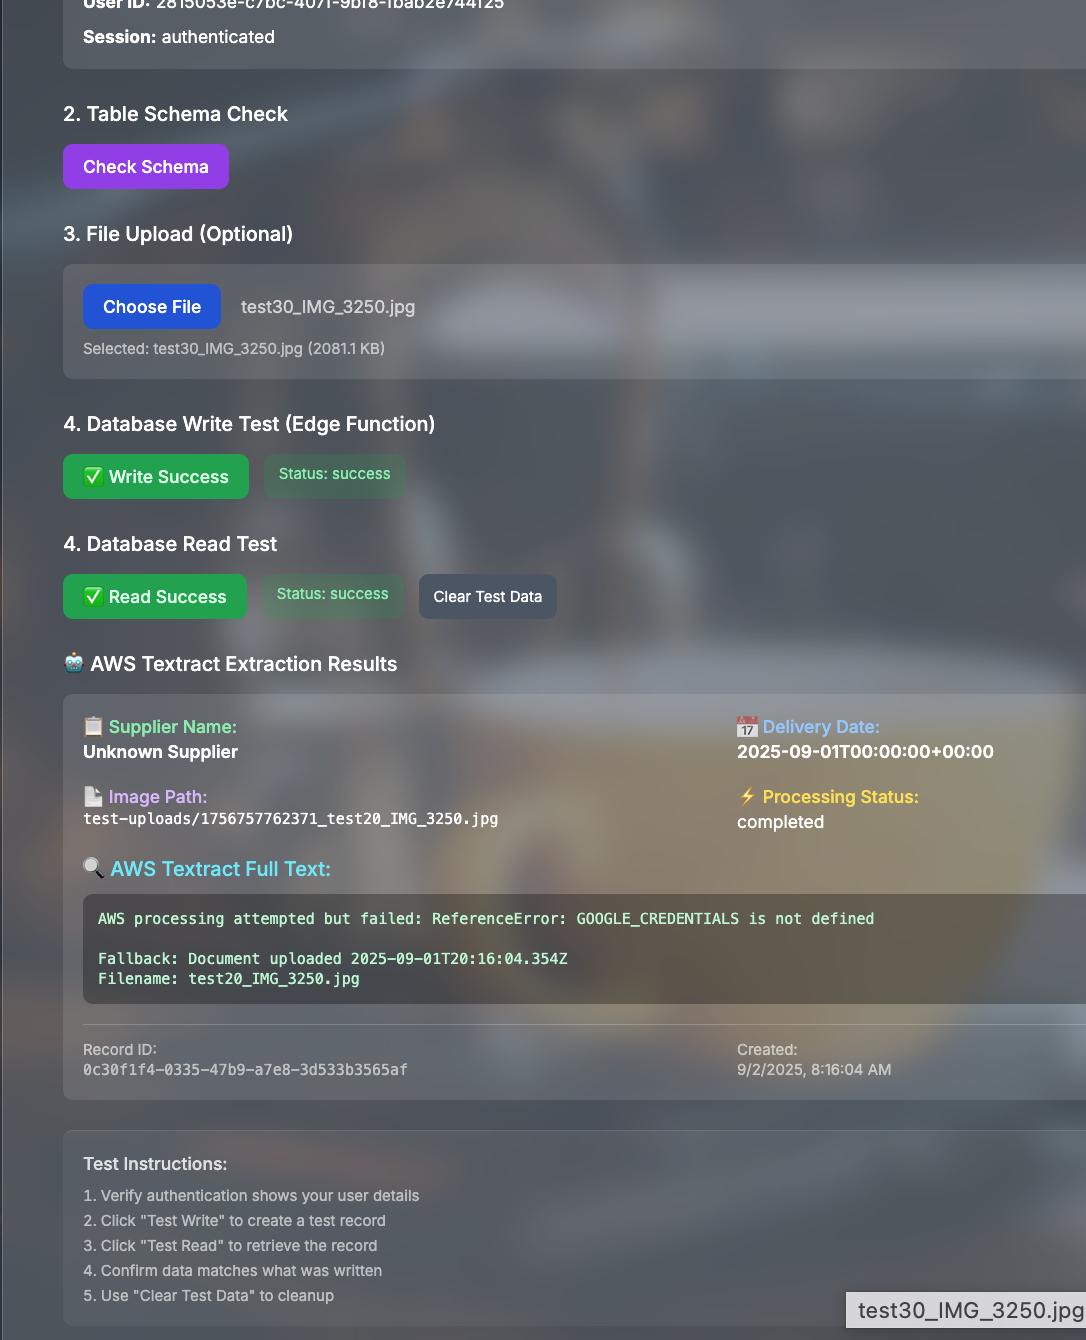 User ID: 2815053e-c7bc-4071-9bf8-fbab2e744f25
Session: authenticated
2. Table Schema Check
Check Schema
3. File Upload (Optional)
Choose File test30_IMG_3250.jpg
Selected: test30_IMG_3250.jpg (2081.1 KB)
4. Database Write Test (Edge Function)
✅ Write Success Status: success
4. Database Read Test
✅ Read Success Status: success Clear Test Data
🤖 AWS Textract Extraction Results
📋 Supplier Name:
Unknown Supplier
📅 Delivery Date:
2025-09-01T00:00:00+00:00
📄 Image Path:
test-uploads/1756757762371_test20_IMG_3250.jpg
⚡ Processing Status:
completed
🔍 AWS Textract Full Text:
AWS processing attempted but failed: ReferenceError: GOOGLE_CREDENTIALS is not defined
Fallback: Document uploaded 2025-09-01T20:16:04.354Z
Filename: test20_IMG_3250.jpg
Record ID:
0c30f1f4-0335-47b9-a7e8-3d533b3565af
Created:
9/2/2025, 8:16:04 AM
Test Instructions:
1. Verify authentication shows your user details
2. Click "Test Write" to create a test record
3. Click "Test Read" to retrieve the record
4. Confirm data matches what was written
5. Use "Clear Test Data" to cleanup
test30_IMG_3250.jpg